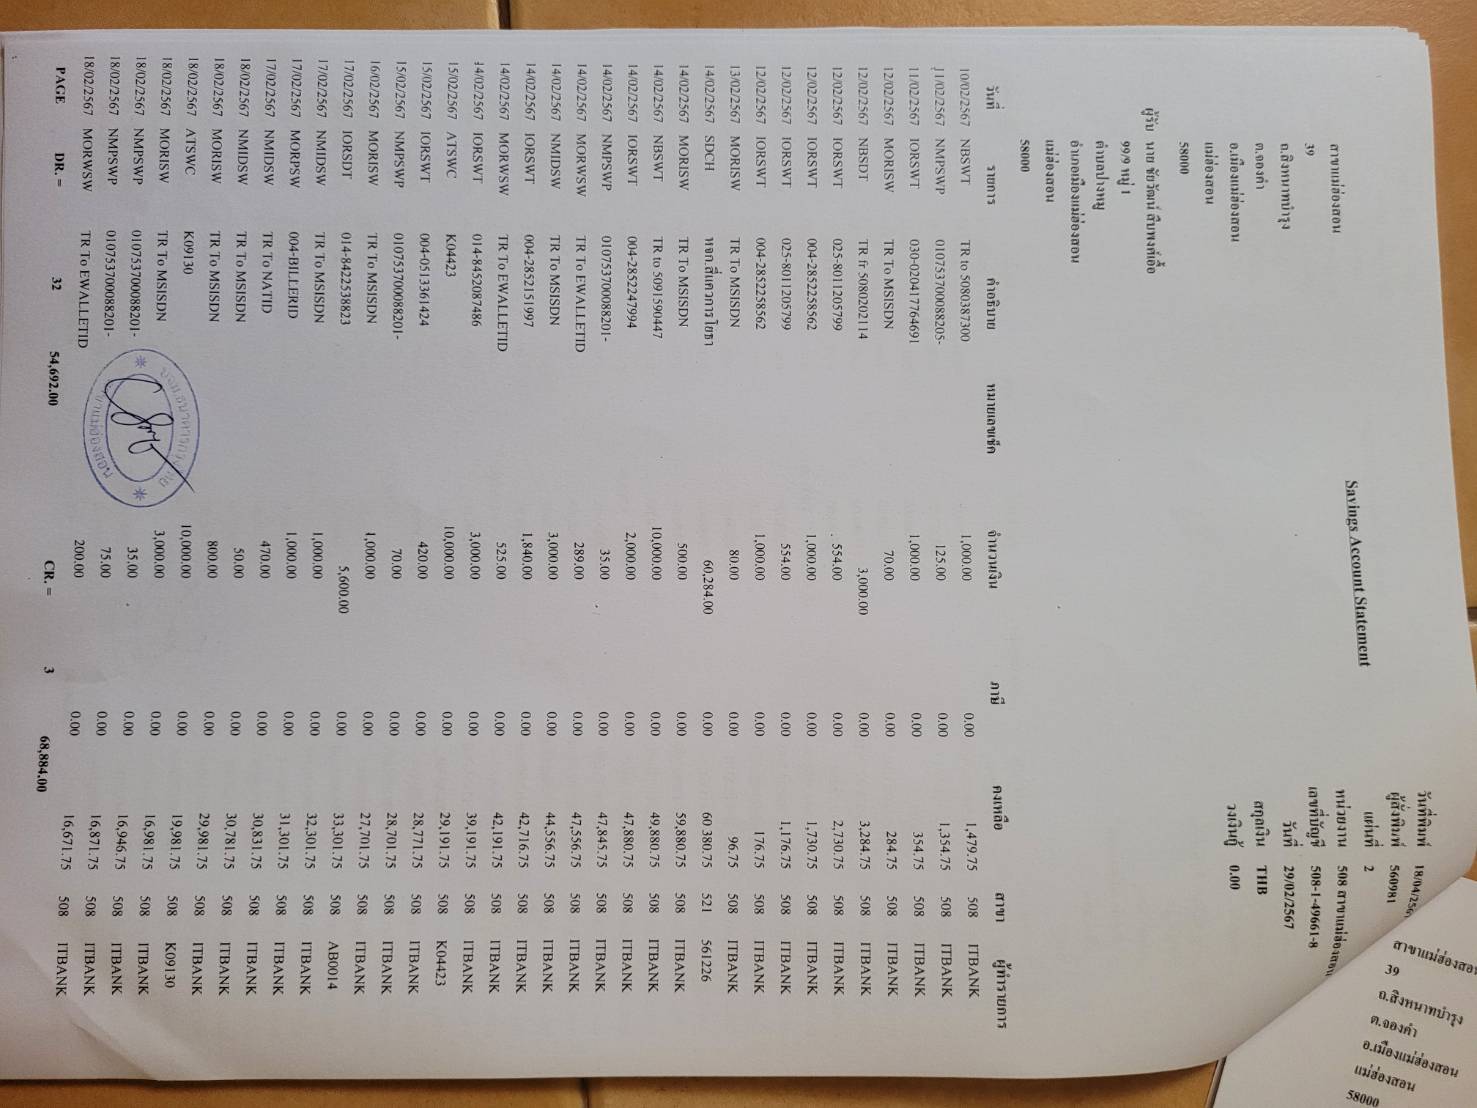 Savings Account Statement
วันที่พิมพ์ 18/04/256
ผู้สั่งพิมพ์ 560981
แผ่นที่ 2
หน่วยงาน 508 สาขาแม่ฮ่องสอน
เลขที่บัญชี 508-1-49661-8
วันที่ 29/02/2567
สกุลเงิน THB
วงเงินกู้ 0.00
สาขาแม่ฮ่องสอน
39
ถ.สิงหนาทบำรุง
ต.จองคำ
อ.เมืองแม่ฮ่องสอน
แม่ฮ่องสอน
58000
สาขาแม่ฮ่องสอน
39
ถ.สิงหนาทบำรุง
ต.จองคำ
อ.เมืองแม่ฮ่องสอน
แม่ฮ่องสอน
58000
ผู้รับ นาย ชัยวัฒน์ สืบพงศ์เอื้อ
99/9 หมู่ 1
ตำบลปางหมู
อำเภอเมืองแม่ฮ่องสอน
แม่ฮ่องสอน
58000
วันที่ รายการ คำอธิบาย หมายเลขเช็ค จำนวนเงิน ภาษี คงเหลือ สาขา ผู้ทำรายการ
10/02/2567 NBSWT TR to 5080387300 1,000.00 0.00 1,479.75 508 ITBANK
11/02/2567 NMPSWP 010753700088205- 125.00 0.00 1,354.75 508 ITBANK
11/02/2567 IORSWT 030-020417764691 1,000.00 0.00 354.75 508 ITBANK
12/02/2567 MORISW TR To MSISDN 70.00 0.00 284.75 508 ITBANK
12/02/2567 NBSDT TR fr 5080202114 3,000.00 0.00 3,284.75 508 ITBANK
12/02/2567 IORSWT 025-8011205799 554.00 0.00 2,730.75 508 ITBANK
12/02/2567 IORSWT 004-2852258562 1,000.00 0.00 1,730.75 508 ITBANK
12/02/2567 IORSWT 025-8011205799 554.00 0.00 1,176.75 508 ITBANK
12/02/2567 IORSWT 004-2852258562 1,000.00 0.00 176.75 508 ITBANK
13/02/2567 MORISW TR To MSISDN 80.00 0.00 96.75 508 ITBANK
14/02/2567 SDCH หจก.สี่แควการโยธา 60,284.00 0.00 60 380.75 521 561226
14/02/2567 MORISW TR To MSISDN 500.00 0.00 59,880.75 508 ITBANK
14/02/2567 NBSWT TR to 5091590447 10,000.00 0.00 49,880.75 508 ITBANK
14/02/2567 IORSWT 004-2852247994 2,000.00 0.00 47,880.75 508 ITBANK
14/02/2567 NMPSWP 010753700088201- 35.00 0.00 47,845.75 508 ITBANK
14/02/2567 MORWSW TR To EWALLETID 289.00 0.00 47,556.75 508 ITBANK
14/02/2567 NMIDSW TR To MSISDN 3,000.00 0.00 44,556.75 508 ITBANK
14/02/2567 IORSWT 004-2852151997 1,840.00 0.00 42,716.75 508 ITBANK
14/02/2567 MORWSW TR To EWALLETID 525.00 0.00 42,191.75 508 ITBANK
14/02/2567 IORSWT 014-8452087486 3,000.00 0.00 39,191.75 508 ITBANK
15/02/2567 ATSWC K04423 10,000.00 0.00 29,191.75 508 K04423
15/02/2567 IORSWT 004-0513361424 420.00 0.00 28,771.75 508 ITBANK
15/02/2567 NMPSWP 010753700088201- 70.00 0.00 28,701.75 508 ITBANK
16/02/2567 MORISW TR To MSISDN 1,000.00 0.00 27,701.75 508 ITBANK
17/02/2567 IORSDT 014-8422538823 5,600.00 0.00 33,301.75 508 AB0014
17/02/2567 NMIDSW TR To MSISDN 1,000.00 0.00 32,301.75 508 ITBANK
17/02/2567 MORPSW 004-BILLERID 1,000.00 0.00 31,301.75 508 ITBANK
17/02/2567 NMIDSW TR To NATID 470.00 0.00 30,831.75 508 ITBANK
18/02/2567 NMIDSW TR To MSISDN 50.00 0.00 30,781.75 508 ITBANK
18/02/2567 MORISW TR To MSISDN 800.00 0.00 29,981.75 508 ITBANK
18/02/2567 ATSWC K09130 10,000.00 0.00 19,981.75 508 K09130
18/02/2567 MORISW TR To MSISDN 3,000.00 0.00 16,981.75 508 ITBANK
18/02/2567 NMPSWP 010753700088201- 35.00 0.00 16,946.75 508 ITBANK
18/02/2567 NMPSWP 010753700088201- 75.00 0.00 16,871.75 508 ITBANK
18/02/2567 MORWSW TR To EWALLETID 200.00 0.00 16,671.75 508 ITBANK
PAGE DR. = 32 54,692.00 CR. = 3 68,884.00